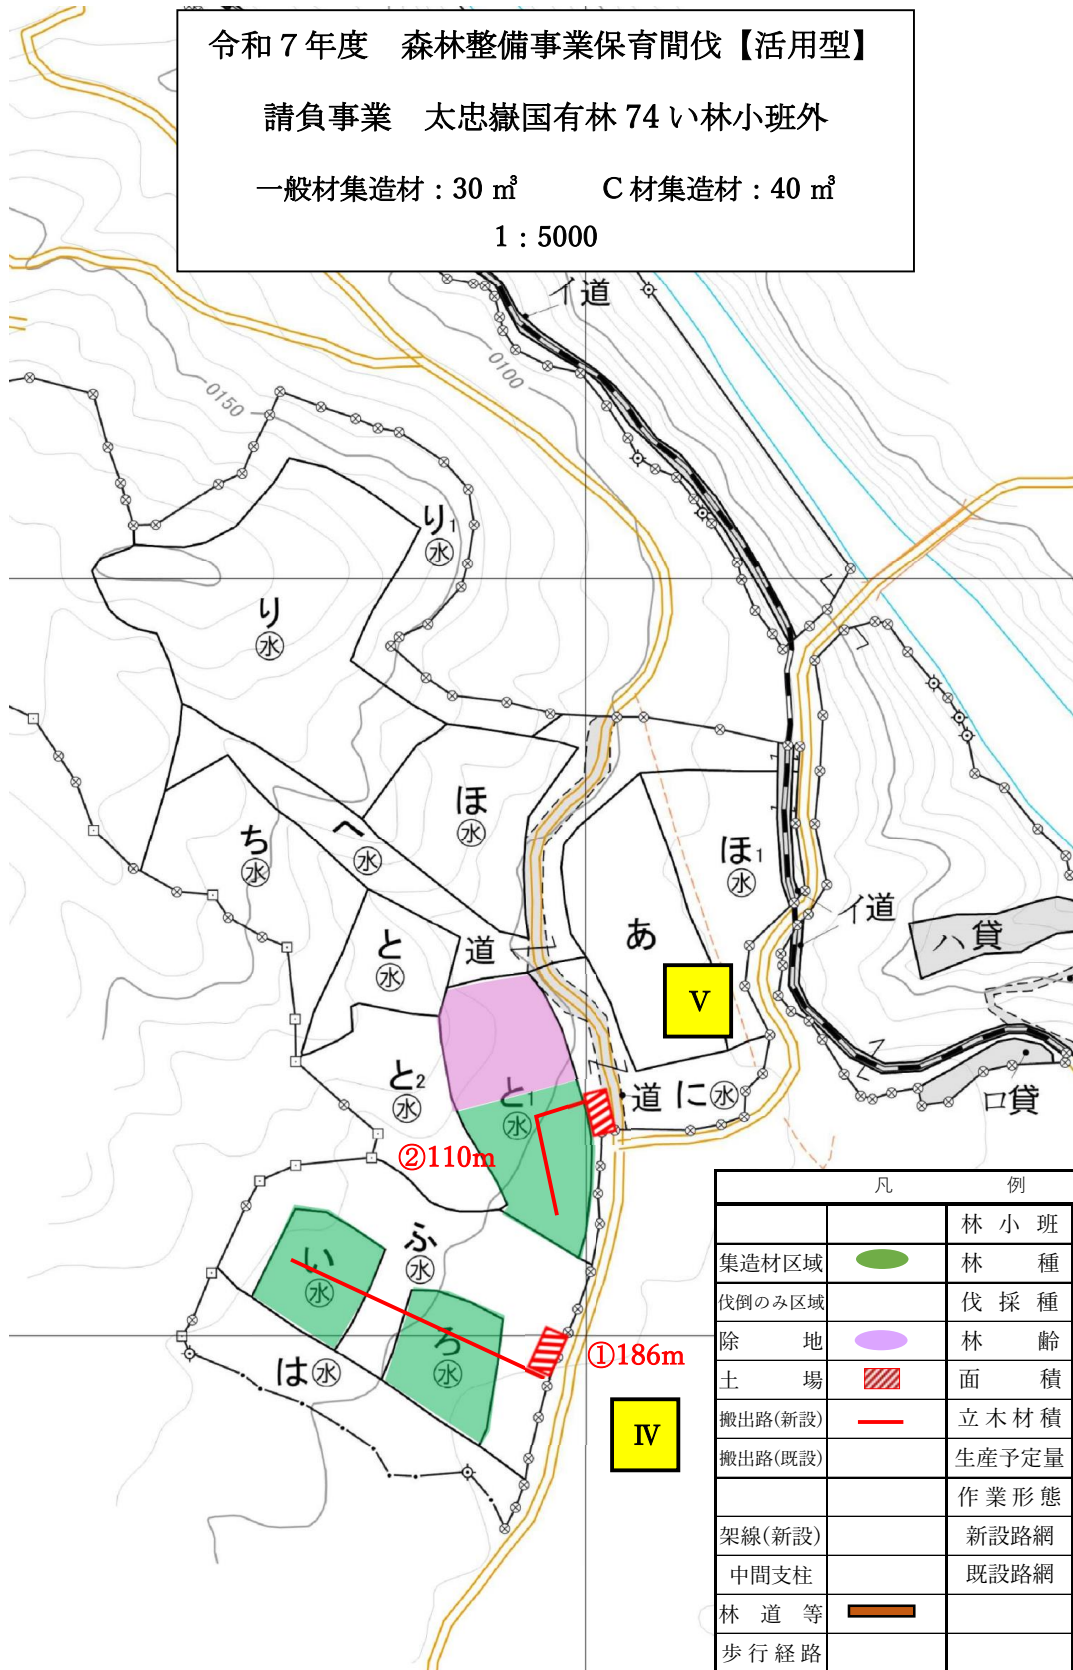 令和7年度　森林整備事業保育間伐【活用型】
請負事業　太忠嶽国有林 74 い林小班外
一般材集造材：30 ㎥　　C 材集造材：40 ㎥
1：5000
イ道
0100
0150
り1
水
り
水
ほ
水
ち
水
へ
水
ほ1
水
イ道
あ
ハ貸
と
水
道
Ⅴ
と2
水
と1
水
道
に水
ロ貸
②110m
ふ
水
い
水
ろ
水
①186m
は水
Ⅳ
凡　例
林小班
集造材区域　林種
伐倒のみ区域　伐採種
除地　林齢
土場　面積
搬出路(新設)　立木材積
搬出路(既設)　生産予定量
作業形態
架線(新設)　新設路網
中間支柱　既設路網
林道等
歩行経路